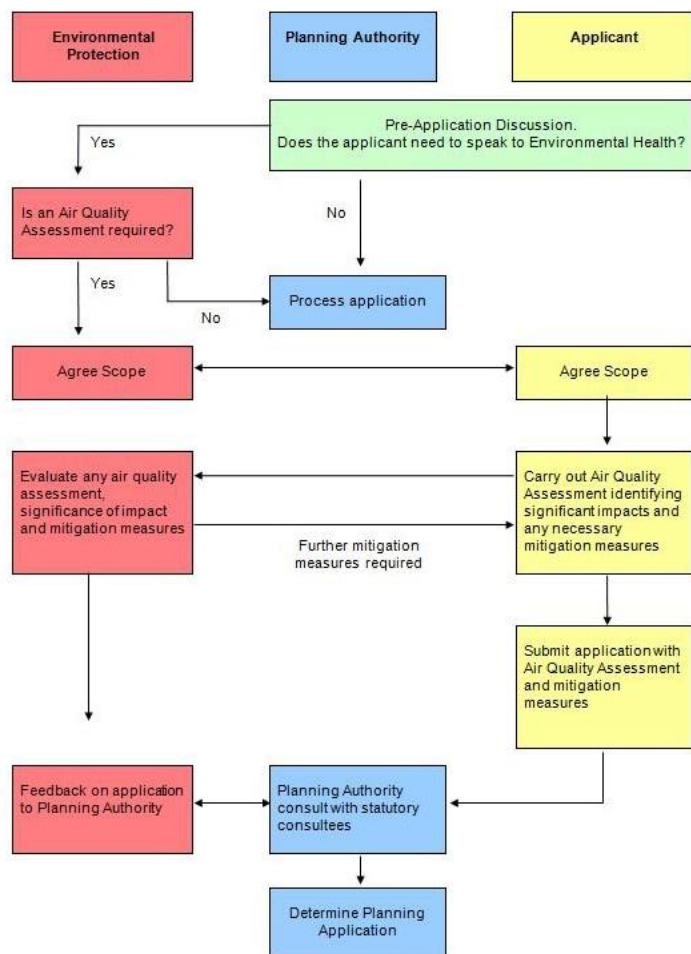 Environmental
Protection
Planning Authority
Applicant
Pre-Application Discussion.
Does the applicant need to speak to Environmental Health?
Yes
Is an Air Quality
Assessment required?
No
Yes
No
Process application
Agree Scope
Agree Scope
Evaluate any air quality
assessment,
significance of impact
and mitigation measures
Carry out Air Quality
Assessment identifying
significant impacts and
any necessary
mitigation measures
Further mitigation
measures required
Submit application with
Air Quality Assessment
and mitigation
measures
Feedback on application
to Planning Authority
Planning Authority
consult with statutory
consultees
Determine Planning
Application